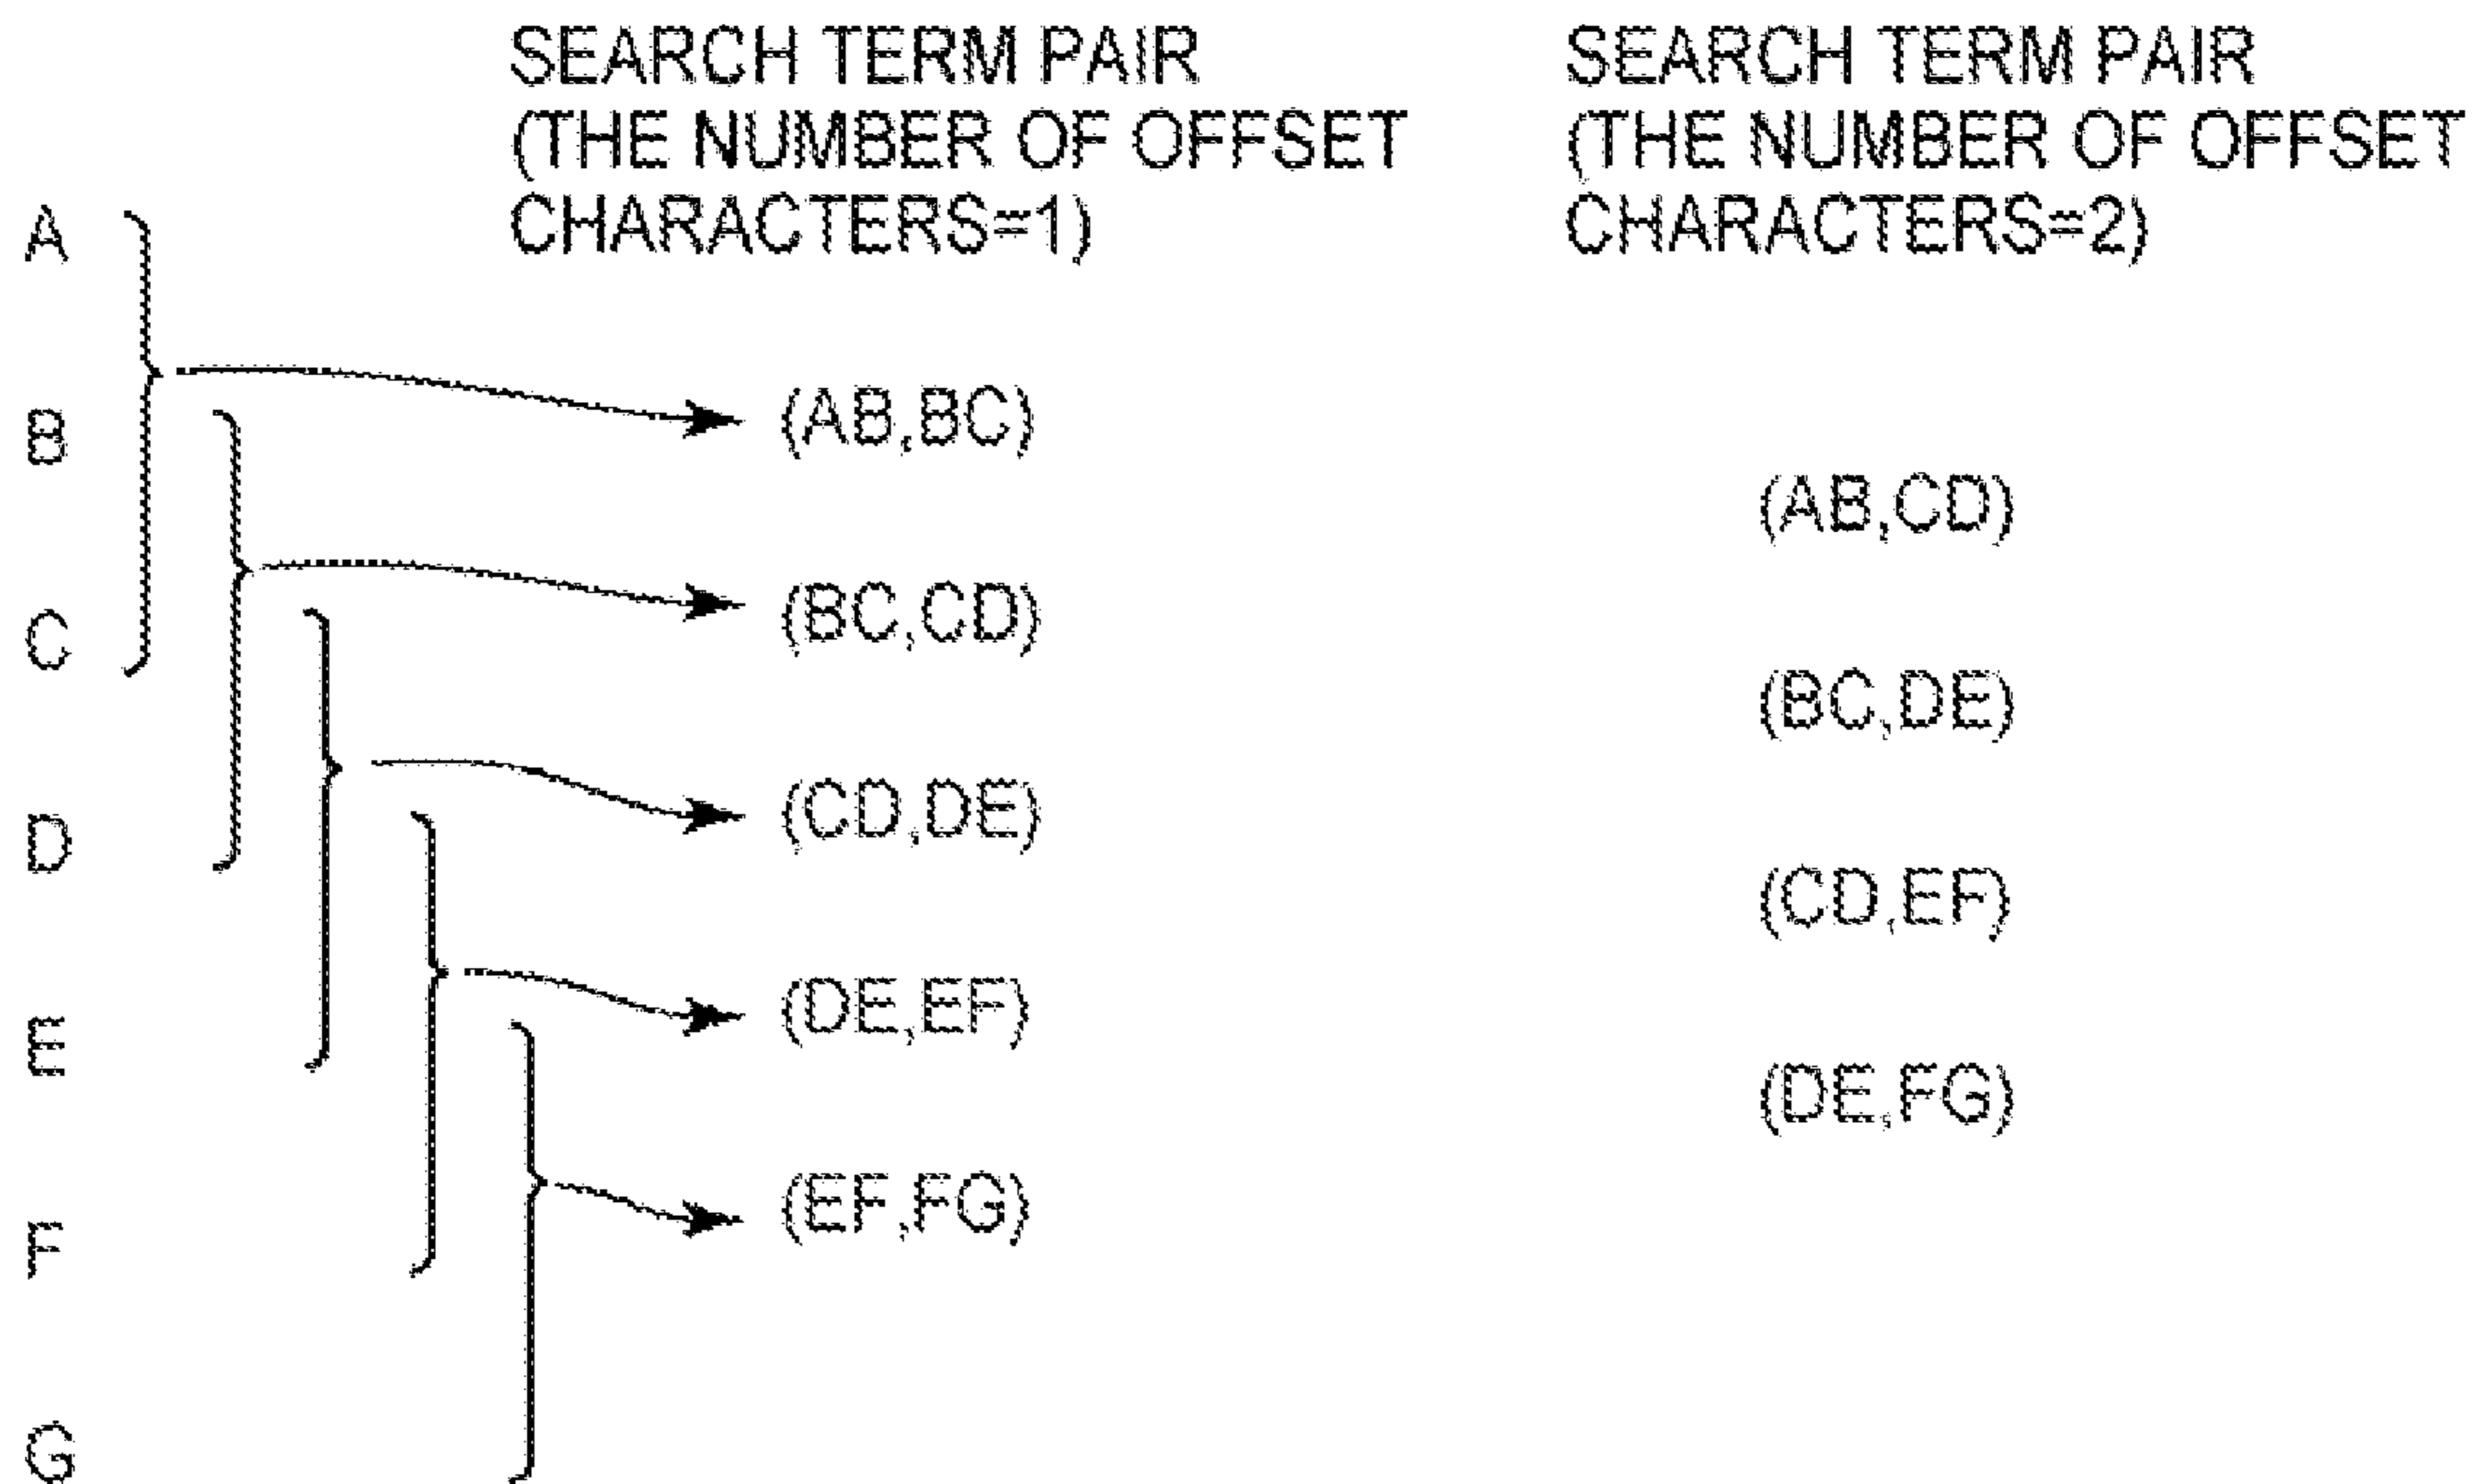 SEARCH TERM PAIR
(THE NUMBER OF OFFSET
CHARACTERS=1)
SEARCH TERM PAIR
(THE NUMBER OF OFFSET
CHARACTERS=2)
A
B
C
D
E
F
G
(AB,BC)
(BC,CD)
(CD,DE)
(DE,EF)
(EF,FG)
(AB,CD)
(BC,DE)
(CD,EF)
(DE,FG)